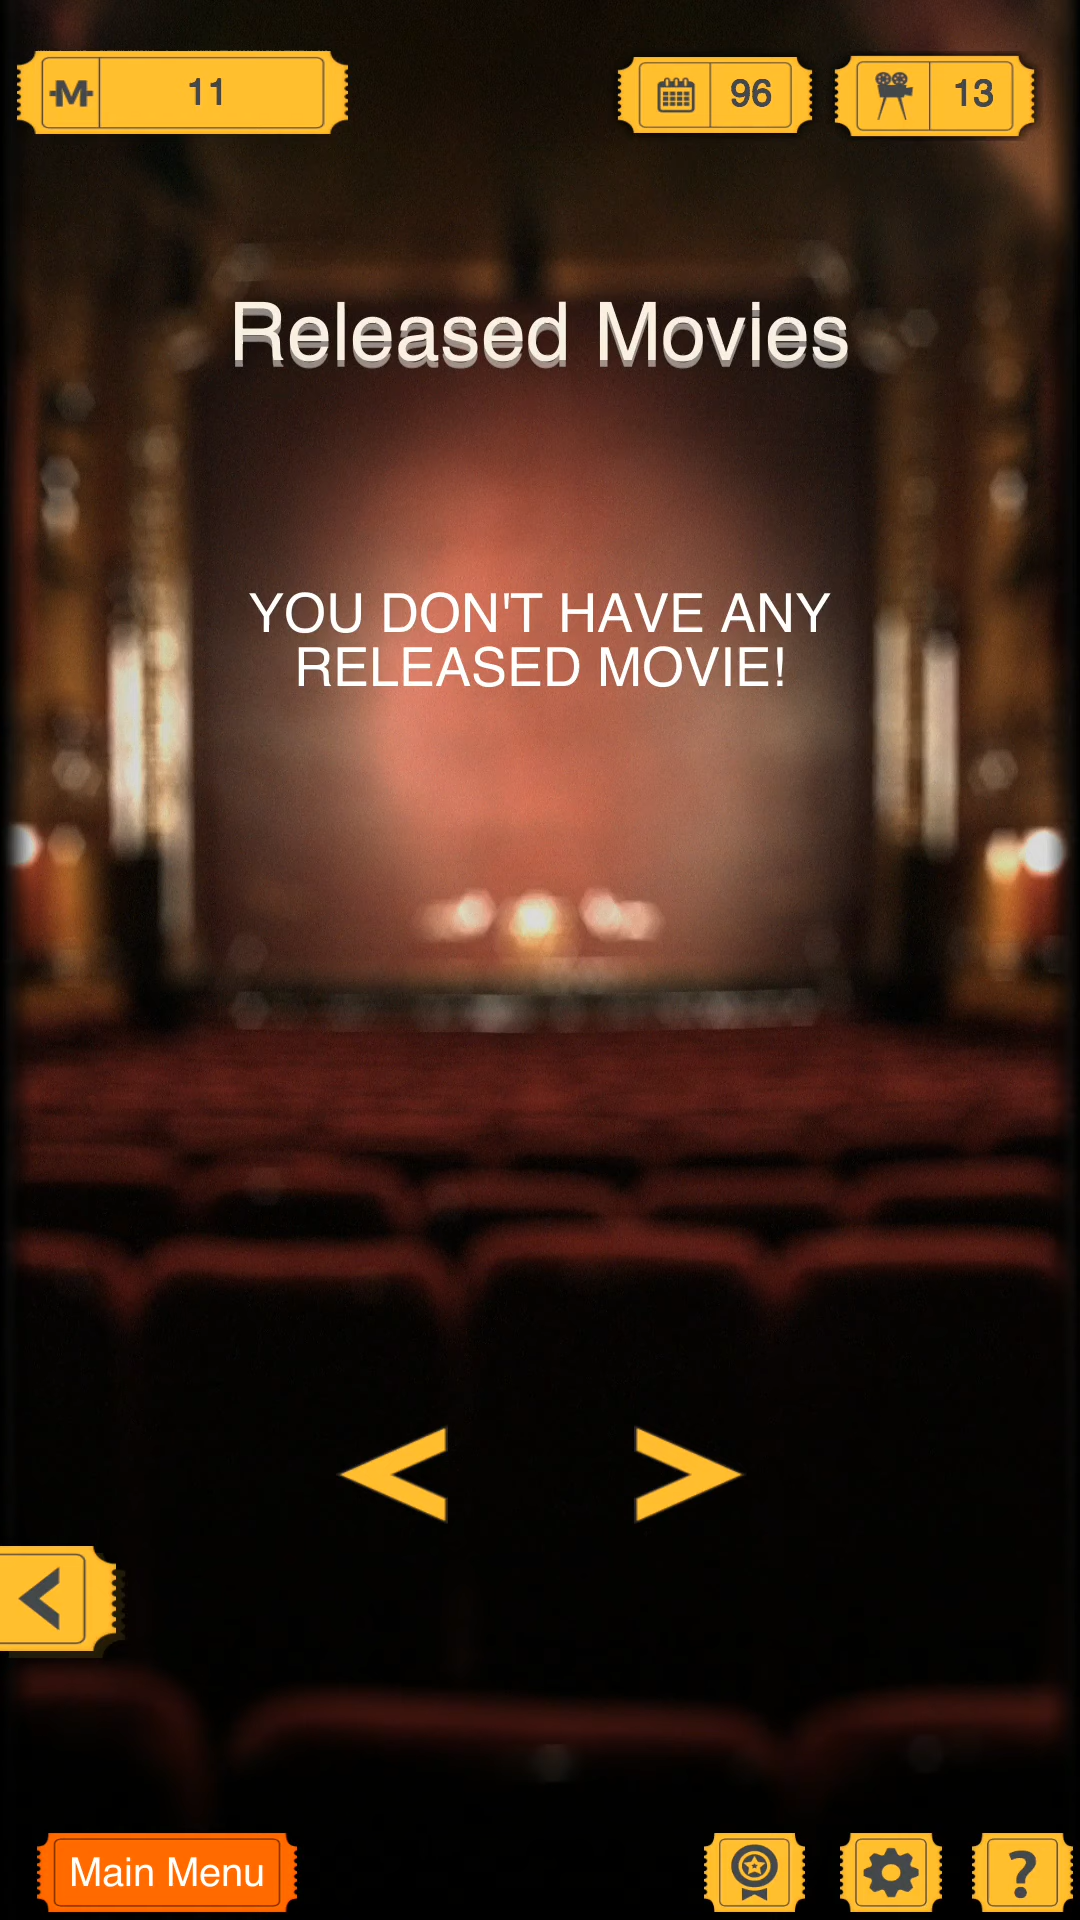 M 11 96 13
Released Movies
YOU DON'T HAVE ANY
RELEASED MOVIE!
< >
<
Main Menu ?